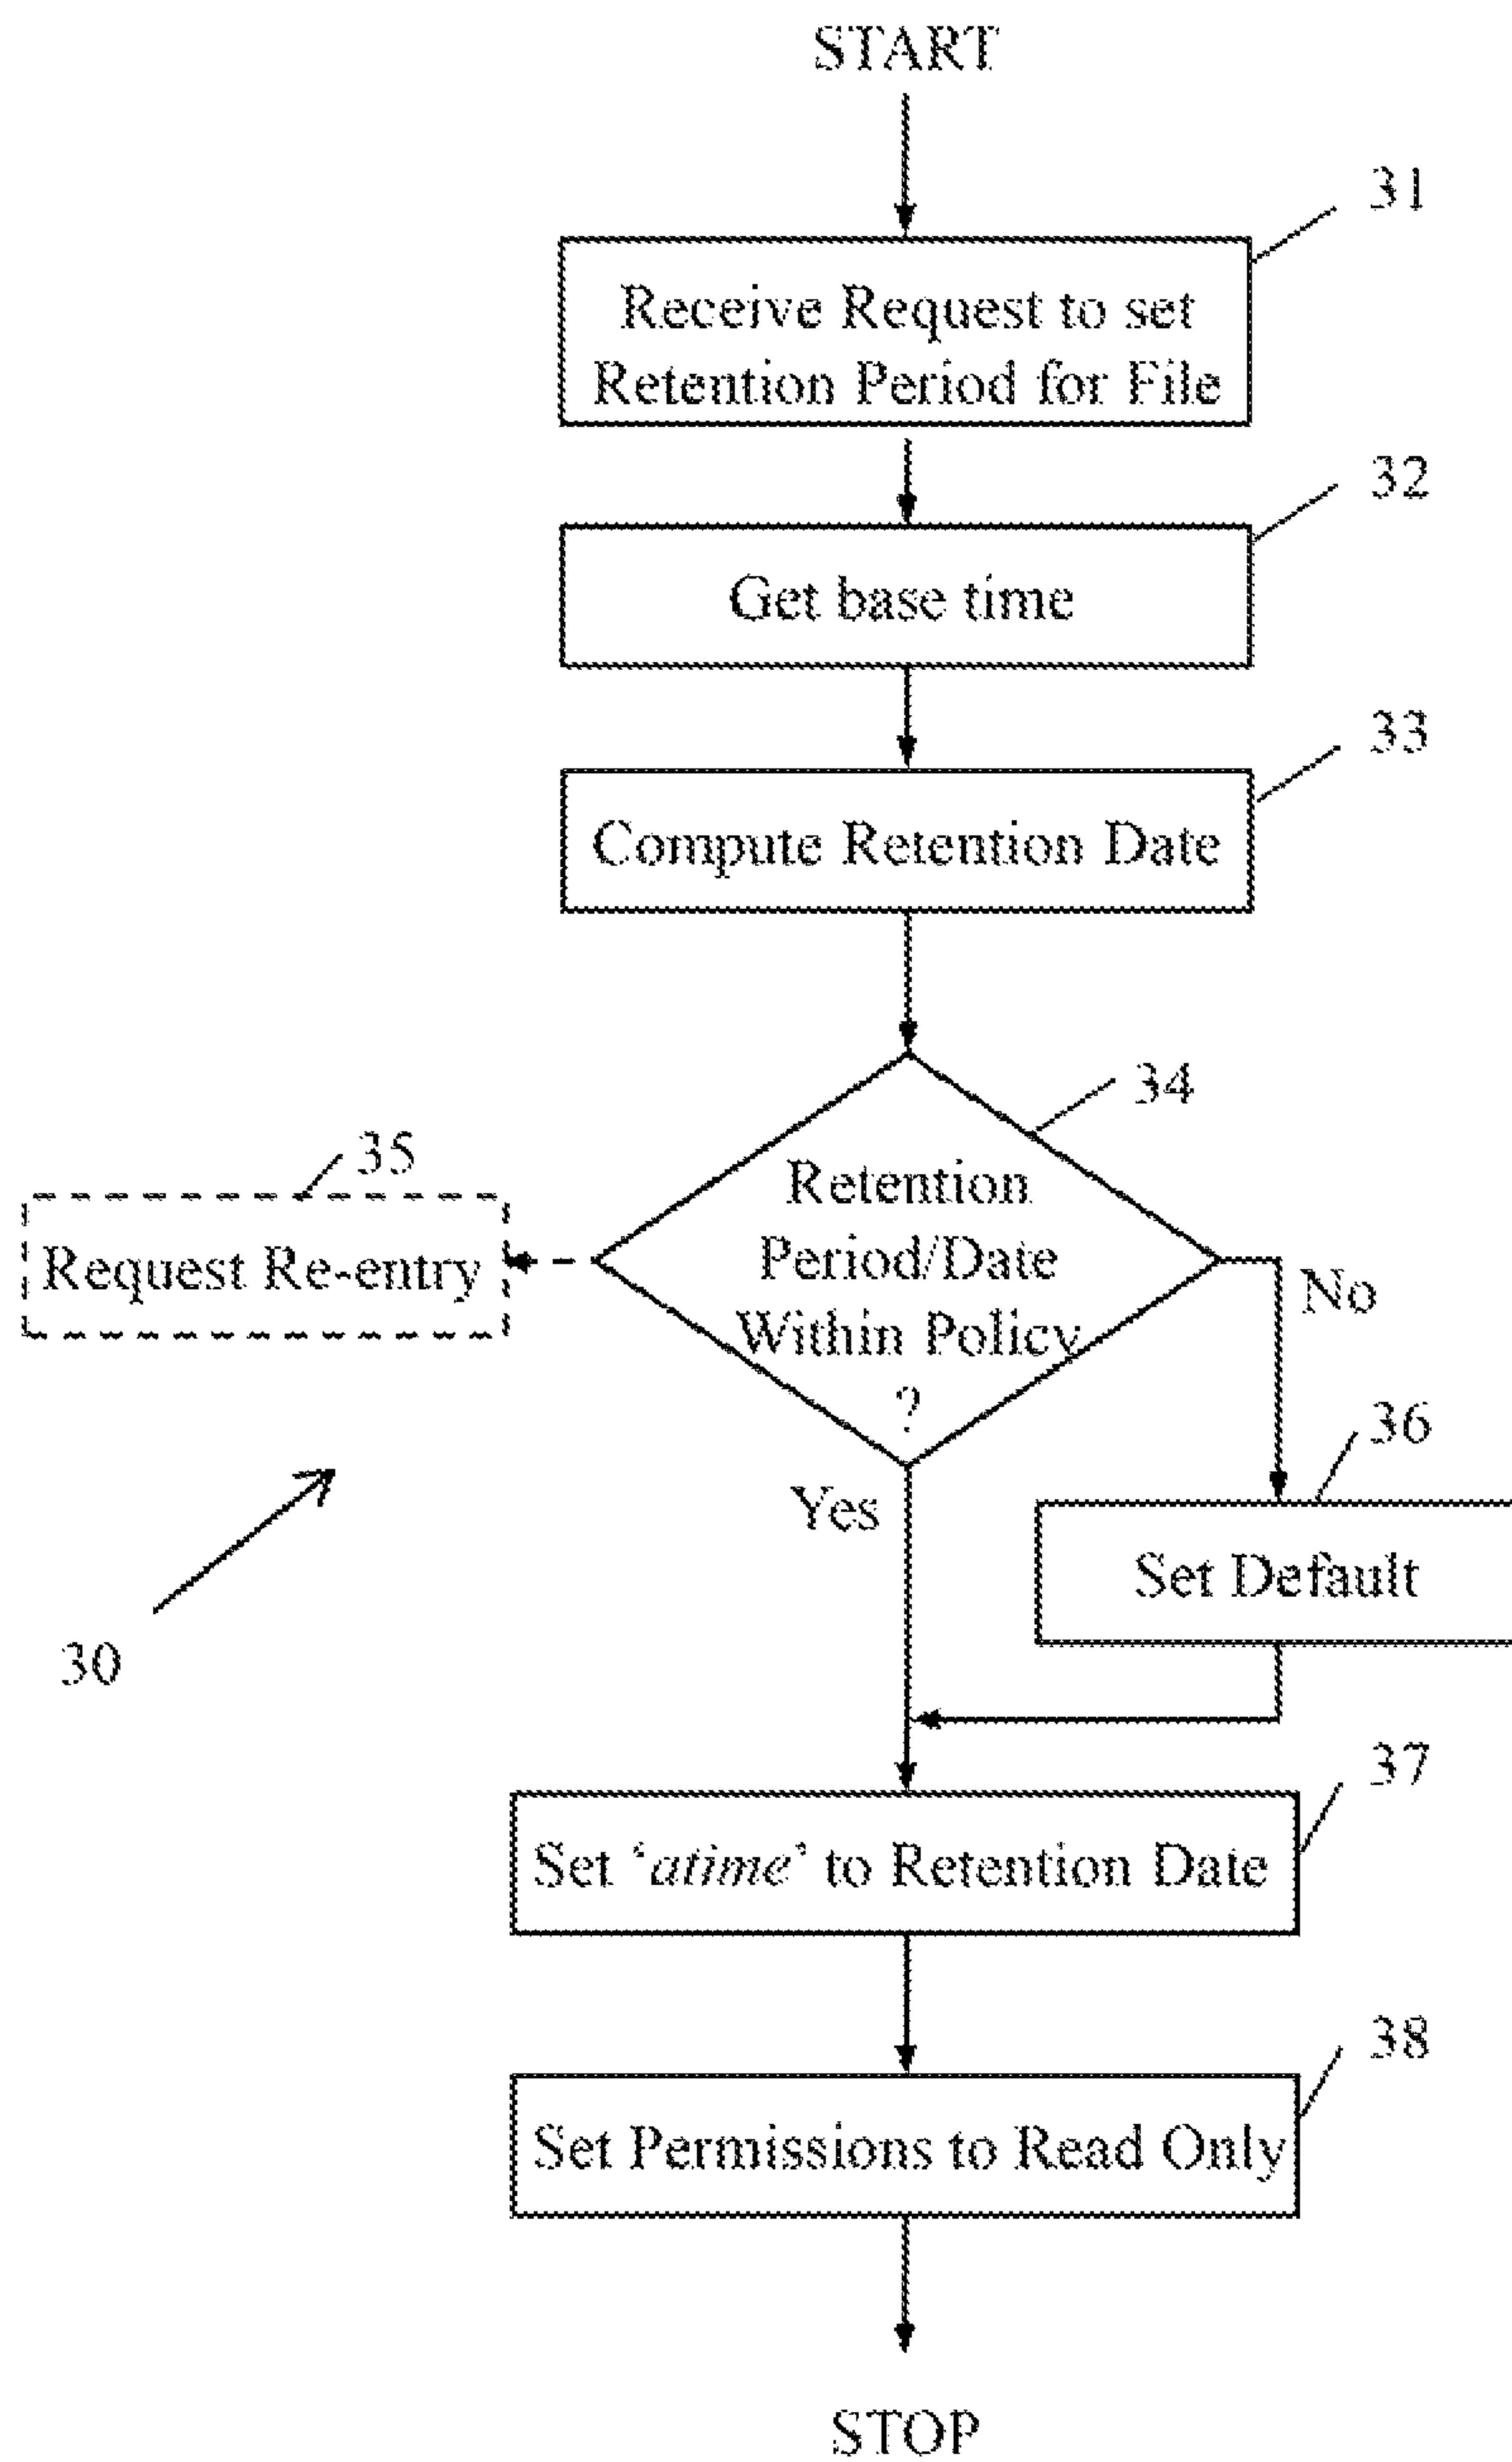 START
31
Receive Request to set
Retention Period for File
32
Get base time
33
Compute Retention Date
34
Retention
Period/Date
Within Policy
?
35
Request Re-entry
No
Yes
36
Set Default
30
37
Set ‘atime’ to Retention Date
38
Set Permissions to Read Only
STOP